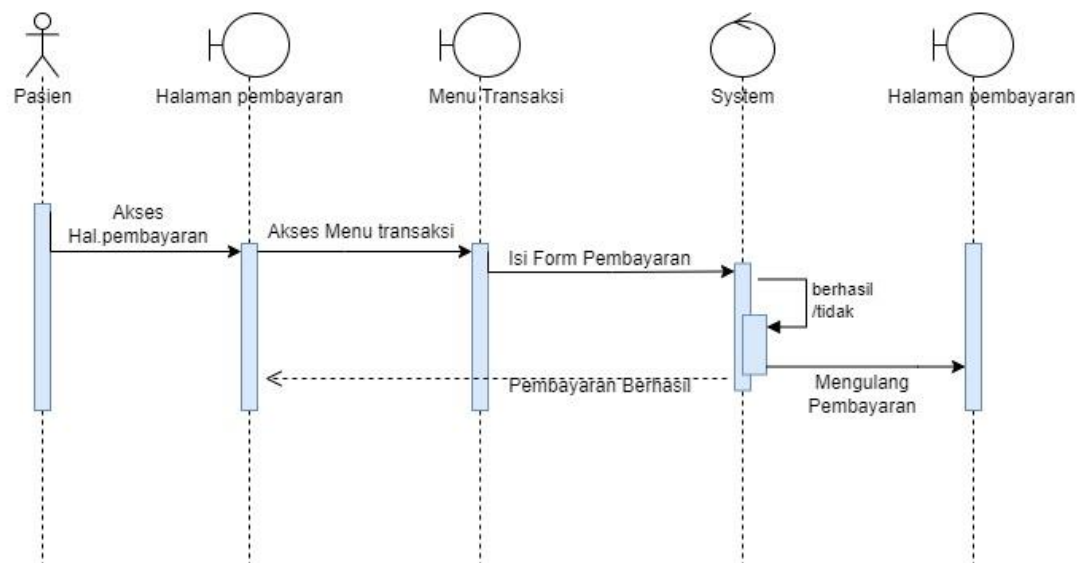 Pasien
Halaman pembayaran
Menu Transaksi
System
Halaman pembayaran
Akses
Hal.pembayaran
Akses Menu transaksi
Isi Form Pembayaran
berhasil
/tidak
Pembayaran Berhasil
Mengulang
Pembayaran